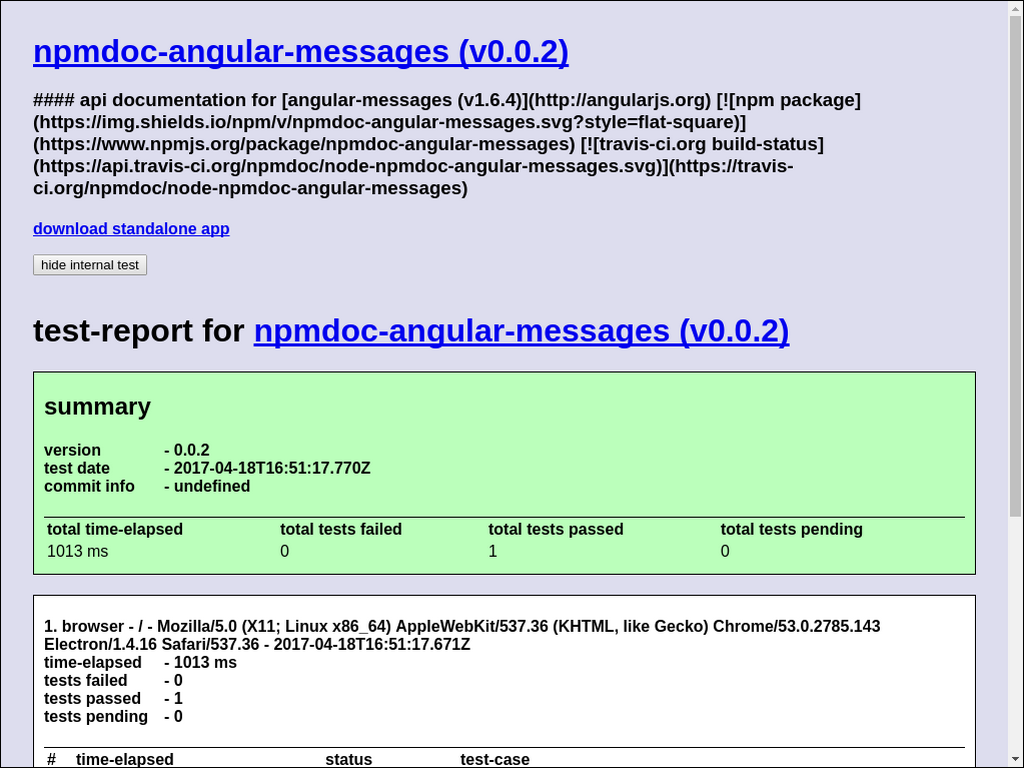 npmdoc-angular-messages (v0.0.2)
#### api documentation for [angular-messages (v1.6.4)](http://angularjs.org) [![npm package]
(https://img.shields.io/npm/v/npmdoc-angular-messages.svg?style=flat-square)]
(https://www.npmjs.org/package/npmdoc-angular-messages) [![travis-ci.org build-status]
(https://api.travis-ci.org/npmdoc/node-npmdoc-angular-messages.svg)](https://travis-
ci.org/npmdoc/node-npmdoc-angular-messages)
download standalone app
hide internal test
test-report for npmdoc-angular-messages (v0.0.2)
summary
version - 0.0.2
test date - 2017-04-18T16:51:17.770Z
commit info - undefined
total time-elapsed total tests failed total tests passed total tests pending
1013 ms 0 1 0
1. browser - / - Mozilla/5.0 (X11; Linux x86_64) AppleWebKit/537.36 (KHTML, like Gecko) Chrome/53.0.2785.143
Electron/1.4.16 Safari/537.36 - 2017-04-18T16:51:17.671Z
time-elapsed - 1013 ms
tests failed - 0
tests passed - 1
tests pending - 0
# time-elapsed status test-case